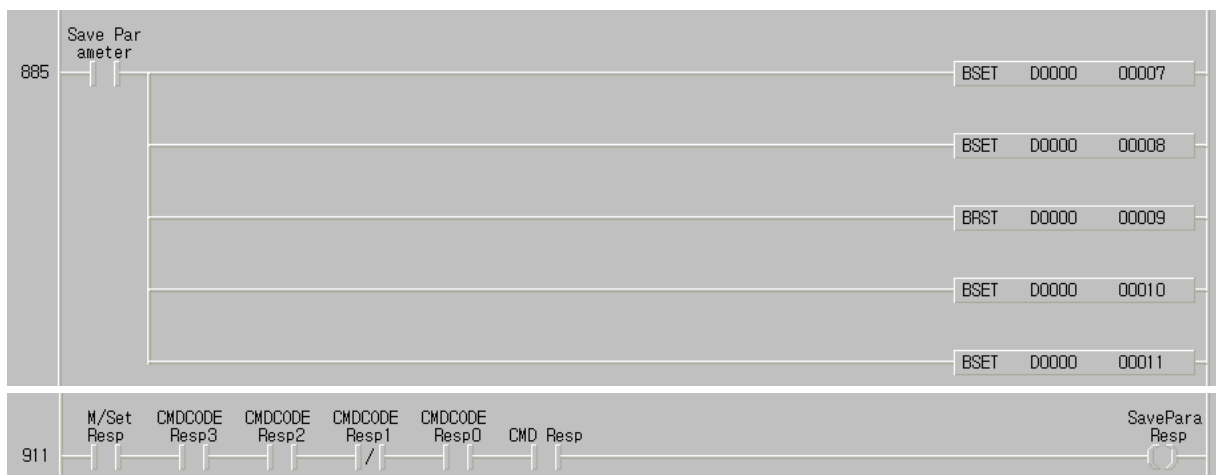 Save Par
ameter
885
BSET D0000 00007
BSET D0000 00008
BRST D0000 00009
BSET D0000 00010
BSET D0000 00011
M/Set CMDCODE CMDCODE CMDCODE CMDCODE SavePara
Resp Resp3 Resp2 Resp1 Resp0 CMD Resp Resp
911